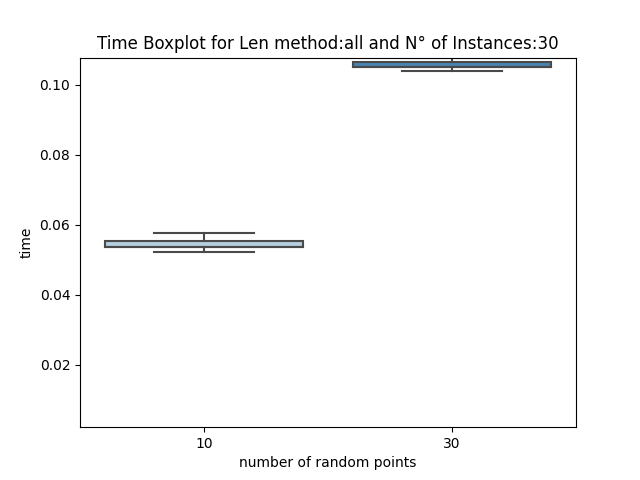 Time Boxplot for Len method:all and N° of Instances:30
0.10
0.08
0.06
0.04
0.02
time
10
30
number of random points